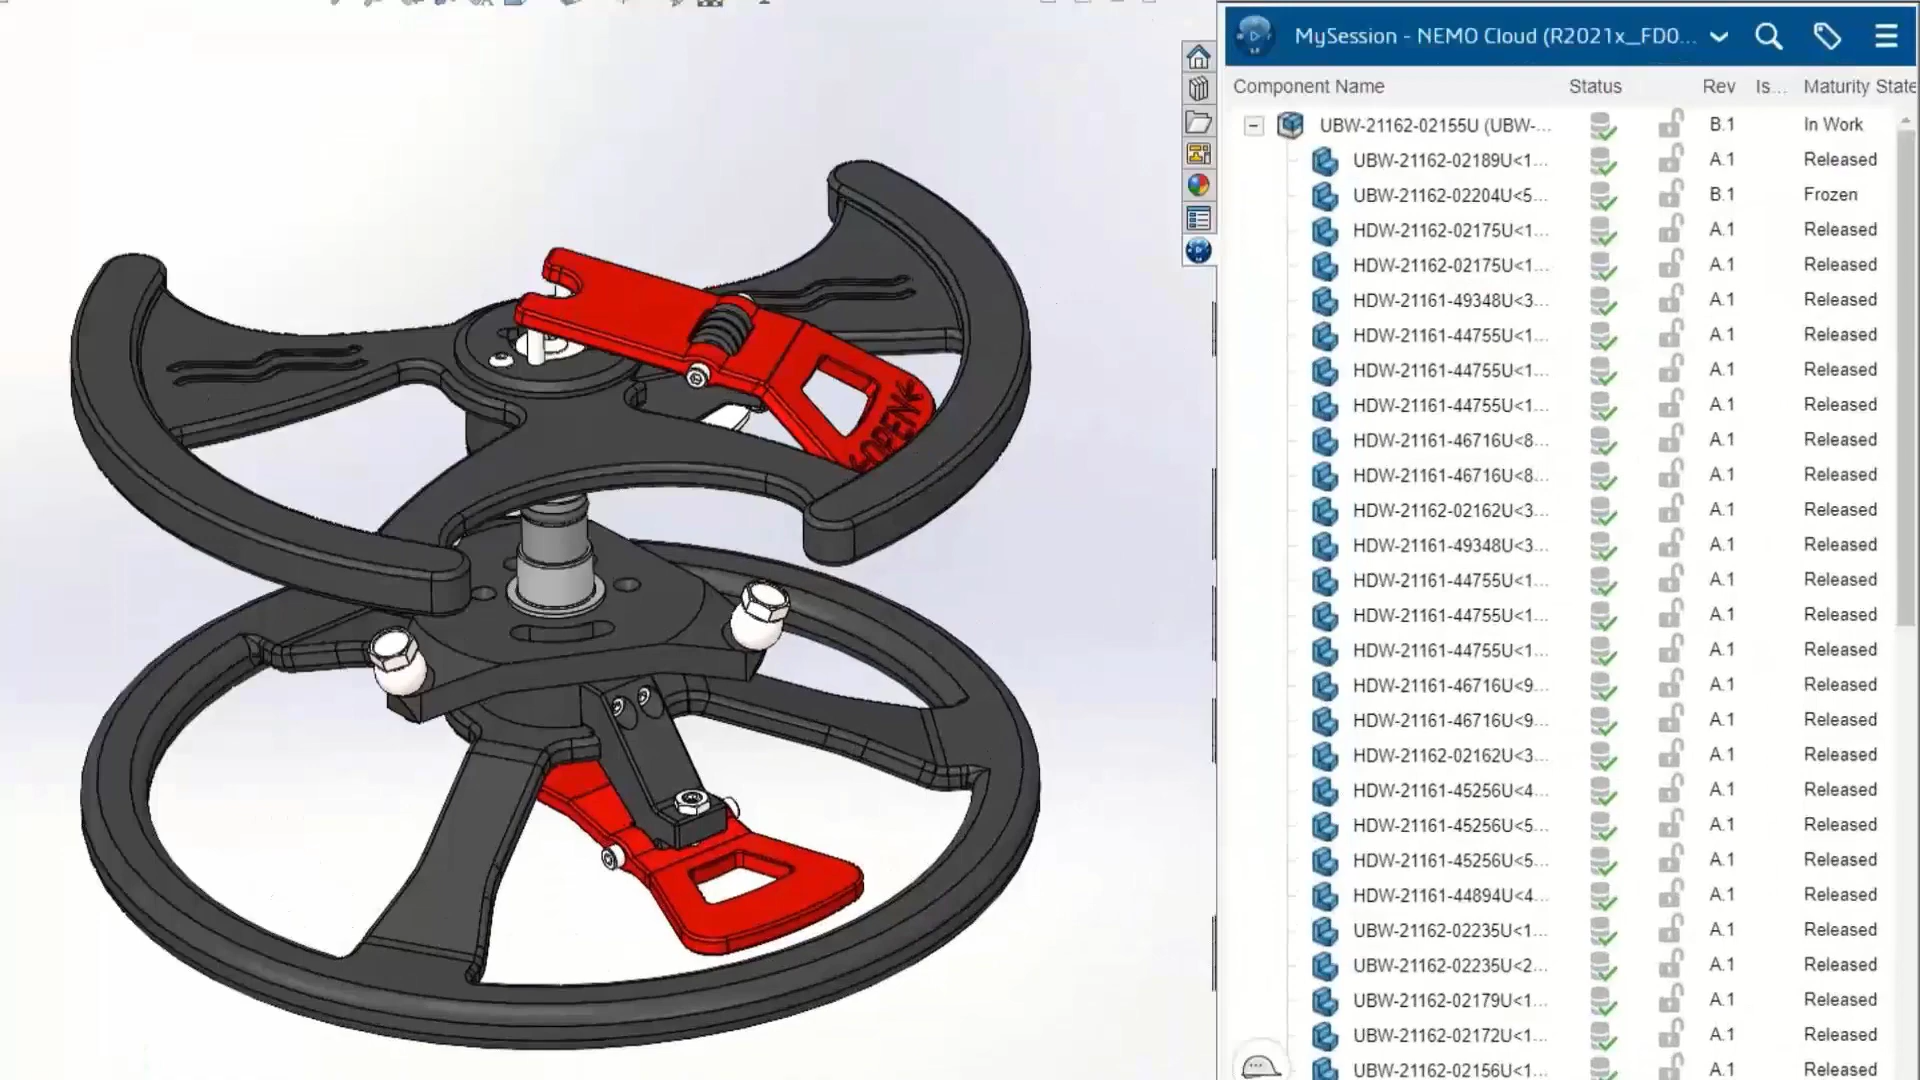 MySession - NEMO Cloud (R2021x_FD0...
Component Name Status Rev Is... Maturity State
UBW-21162-02155U (UBW-... B.1 In Work
UBW-21162-02189U<1... A.1 Released
UBW-21162-02204U<5... B.1 Frozen
HDW-21162-02175U<1... A.1 Released
HDW-21162-02175U<1... A.1 Released
HDW-21161-49348U<3... A.1 Released
HDW-21161-44755U<1... A.1 Released
HDW-21161-44755U<1... A.1 Released
HDW-21161-44755U<1... A.1 Released
HDW-21161-46716U<8... A.1 Released
HDW-21161-46716U<8... A.1 Released
HDW-21162-02162U<3... A.1 Released
HDW-21161-49348U<3... A.1 Released
HDW-21161-44755U<1... A.1 Released
HDW-21161-44755U<1... A.1 Released
HDW-21161-44755U<1... A.1 Released
HDW-21161-46716U<9... A.1 Released
HDW-21161-46716U<9... A.1 Released
HDW-21162-02162U<3... A.1 Released
HDW-21161-45256U<4... A.1 Released
HDW-21161-45256U<5... A.1 Released
HDW-21161-45256U<5... A.1 Released
HDW-21161-44894U<4... A.1 Released
UBW-21162-02235U<1... A.1 Released
UBW-21162-02235U<2... A.1 Released
UBW-21162-02179U<1... A.1 Released
UBW-21162-02172U<1... A.1 Released
UBW-21162-02156U<1... A.1 Released
OPEN